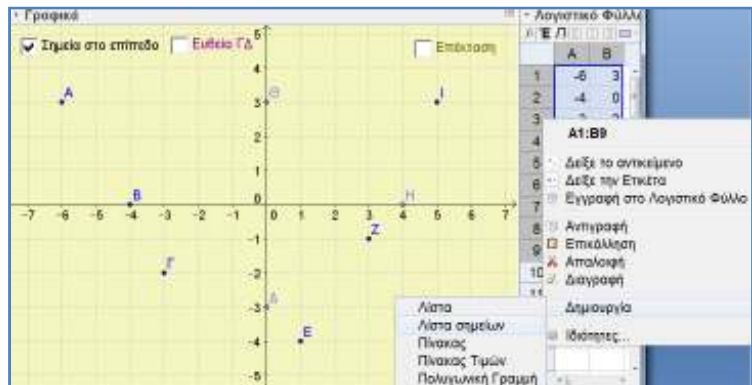 Γραφικά
Λογιστικό Φύλλο
Σημεία στο επίπεδο
Ευθεία ΓΔ
Επέκταση
5
4
3
2
1
0
-1
-2
-3
-4
-5
-7 -6 -5 -4 -3 -2 -1 0 1 2 3 4 5 6 7
Α
Β
Γ
Δ
Ε
Ζ
Η
Θ
Ι
A B
1 -6 3
2 -4 0
3
4
5
6
7
8
9
10
11
A1:B9
Δείξε το αντικείμενο
Δείξε την Ετικέτα
Εγγραφή στο Λογιστικό Φύλλο
Αντιγραφή
Επικόλληση
Αποκοπή
Διαγραφή
Δημιουργία
Ιδιότητες...
Λίστα
Λίστα σημείων
Πίνακας
Πίνακας Τιμών
Πολυγωνική Γραμμή